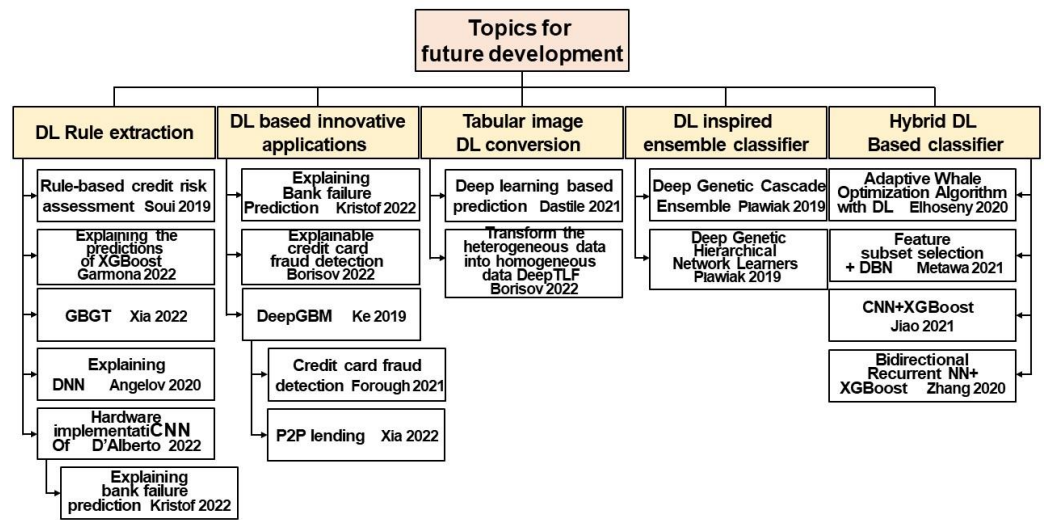 Topics for
future development
DL Rule extraction
Rule-based credit risk
assessment Soui 2019
Explaining the
predictions
of XGBoost
Garmona 2022
GBGT Xia 2022
Explaining
DNN Angelov 2020
Hardware
implementatiCNN
Of D'Alberto 2022
Explaining
bank failure
prediction Kristof 2022
DL based innovative
applications
Explaining
Bank failure
Prediction Kristof 2022
Explainable
credit card
fraud detection
Borisov 2022
DeepGBM Ke 2019
Credit card fraud
detection Forough 2021
P2P lending Xia 2022
Tabular image
DL conversion
Deep learning based
prediction Dastile 2021
Transform the
heterogeneous data
into homogeneous
data DeepTLF
Borisov 2022
DL inspired
ensemble classifier
Deep Genetic Cascade
Ensemble Pławiak 2019
Deep Genetic
Hierarchical
Network Learners
Pławiak 2019
Hybrid DL
Based classifier
Adaptive Whale
Optimization Algorithm
with DL Elhoseny 2020
Feature
subset selection
+ DBN Metawa 2021
CNN+XGBoost
Jiao 2021
Bidirectional
Recurrent NN+
XGBoost Zhang 2020